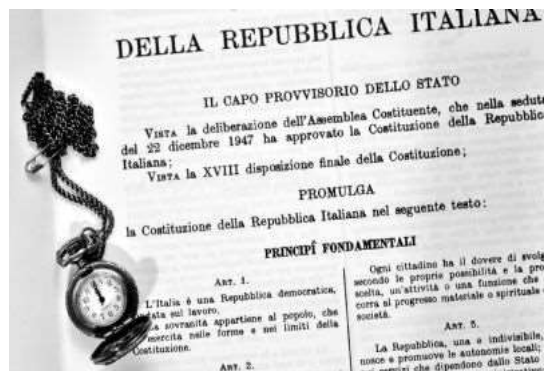 DELLA REPUBBLICA ITALIANA
IL CAPO PROVVISORIO DELLO STATO
VISTA la deliberazione dell'Assemblea Costituente, che nella seduta
del 22 dicembre 1947 ha approvato la Costituzione della Repubblica
Italiana;
VISTA la XVIII disposizione finale della Costituzione;
PROMULGA
la Costituzione della Repubblica Italiana nel seguente testo:
PRINCIPÎ FONDAMENTALI
ART. 1.
L'Italia è una Repubblica democratica,
sul lavoro.
sovranità appartiene al popolo, che
esercita nelle forme e nei limiti della
Costituzione.
ART. 2.
Ogni cittadino ha il dovere di
secondo le proprie possibilità e la
scelta, un'attività o una funzione che
corra al progresso materiale o spirituale
società.
ART. 5.
La Repubblica, una e indivisibile,
nosce e promuove le autonomie locali;
servizi che dipendono dallo Stato